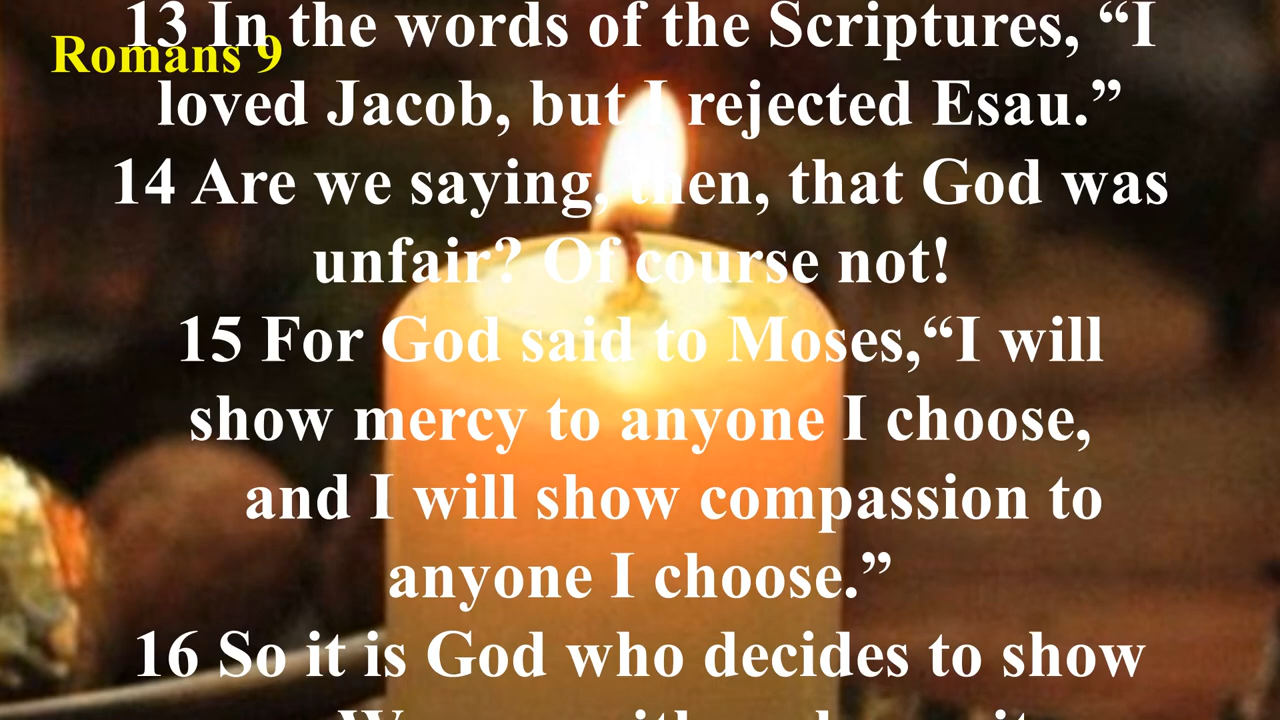 Romans 9
13 In the words of the Scriptures, “I
loved Jacob, but I rejected Esau.”
14 Are we saying, then, that God was
unfair? Of course not!
15 For God said to Moses,“I will
show mercy to anyone I choose,
and I will show compassion to
anyone I choose.”
16 So it is God who decides to show